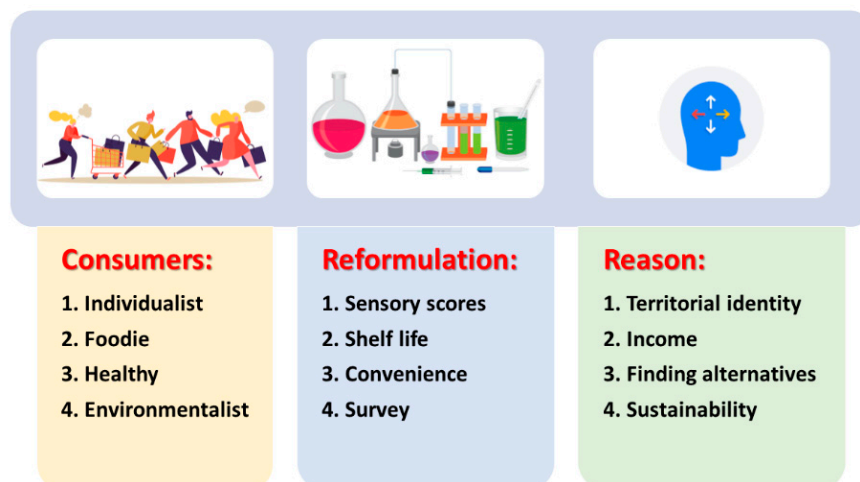 Consumers:
1. Individualist
2. Foodie
3. Healthy
4. Environmentalist
Reformulation:
1. Sensory scores
2. Shelf life
3. Convenience
4. Survey
Reason:
1. Territorial identity
2. Income
3. Finding alternatives
4. Sustainability